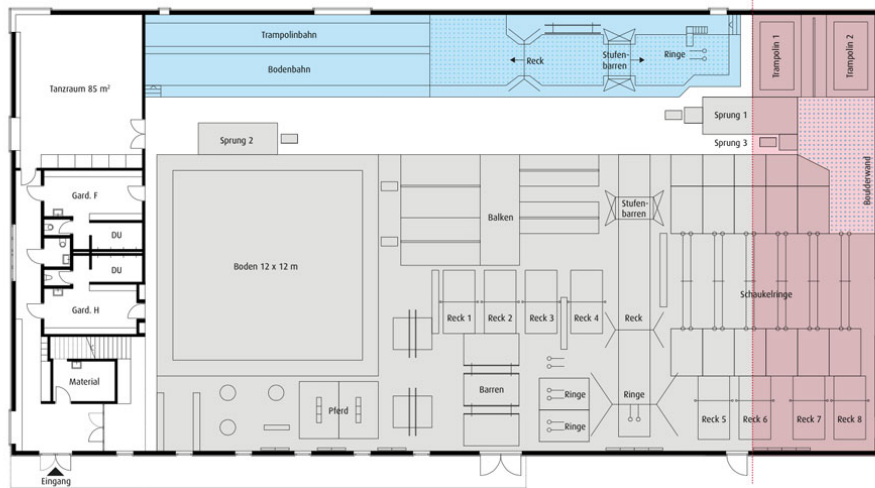 Trampolinbahn
Bodenbahn
Reck
Stufen-
barren
Ringe
Trampolin 1
Trampolin 2
Tanzraum 85 m²
Sprung 1
Sprung 2
Sprung 3
Boulderwand
Gard. F
DU
DU
Gard. H
Material
Eingang
Boden 12 x 12 m
Balken
Stufen-
barren
Schaukelringe
Reck 1
Reck 2
Reck 3
Reck 4
Reck
Pferd
Barren
Ringe
Ringe
Ringe
Reck 5
Reck 6
Reck 7
Reck 8